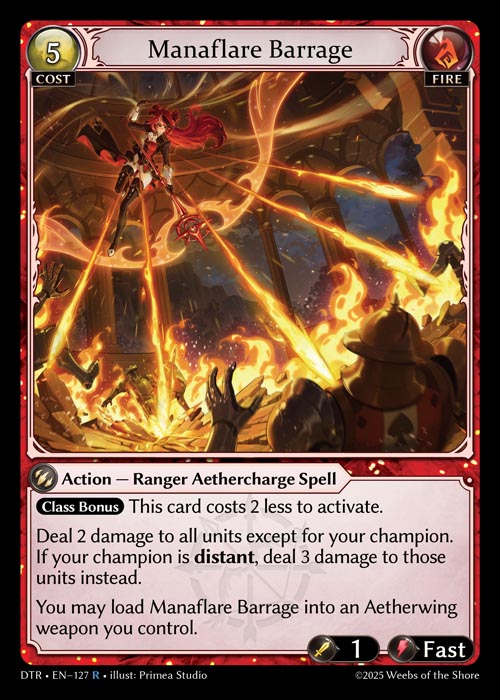 5
COST
Manaflare Barrage
FIRE
Action — Ranger Aethercharge Spell
Class Bonus This card costs 2 less to activate.
Deal 2 damage to all units except for your champion.
If your champion is distant, deal 3 damage to those
units instead.
You may load Manaflare Barrage into an Aetherwing
weapon you control.
1
Fast
DTR • EN-127 R • illust: Primea Studio
©2025 Weebs of the Shore